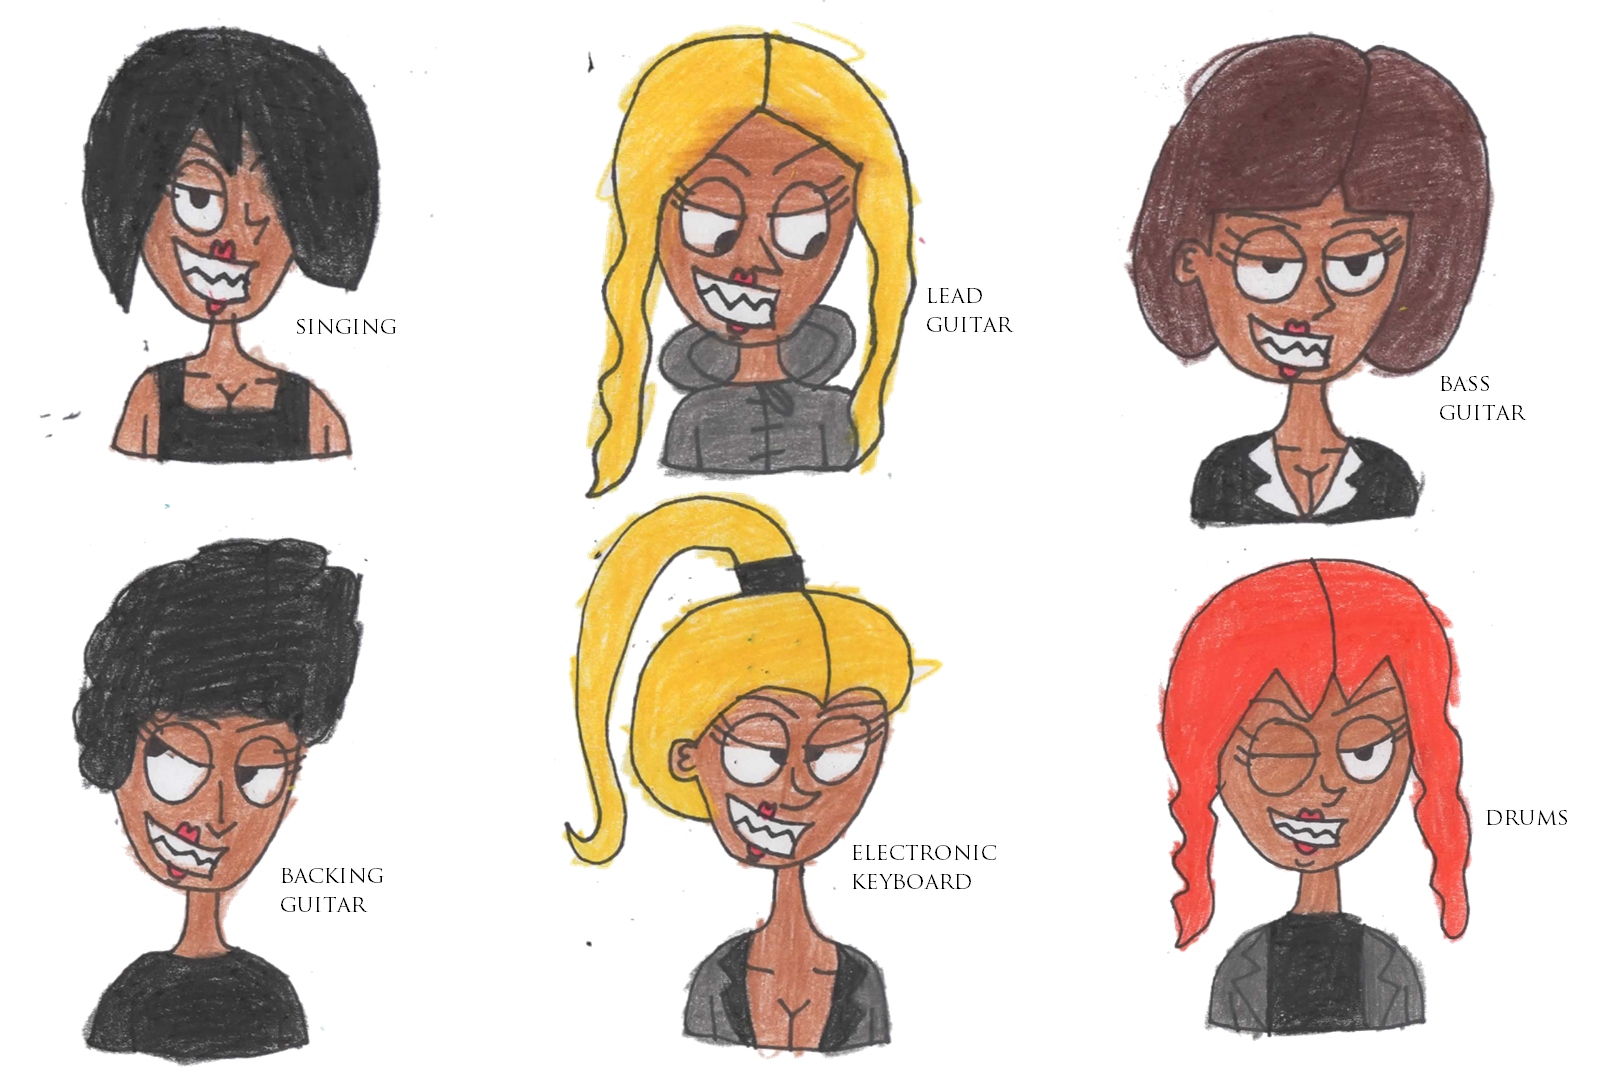 SINGING
LEAD
GUITAR
BASS
GUITAR
BACKING
GUITAR
ELECTRONIC
KEYBOARD
DRUMS